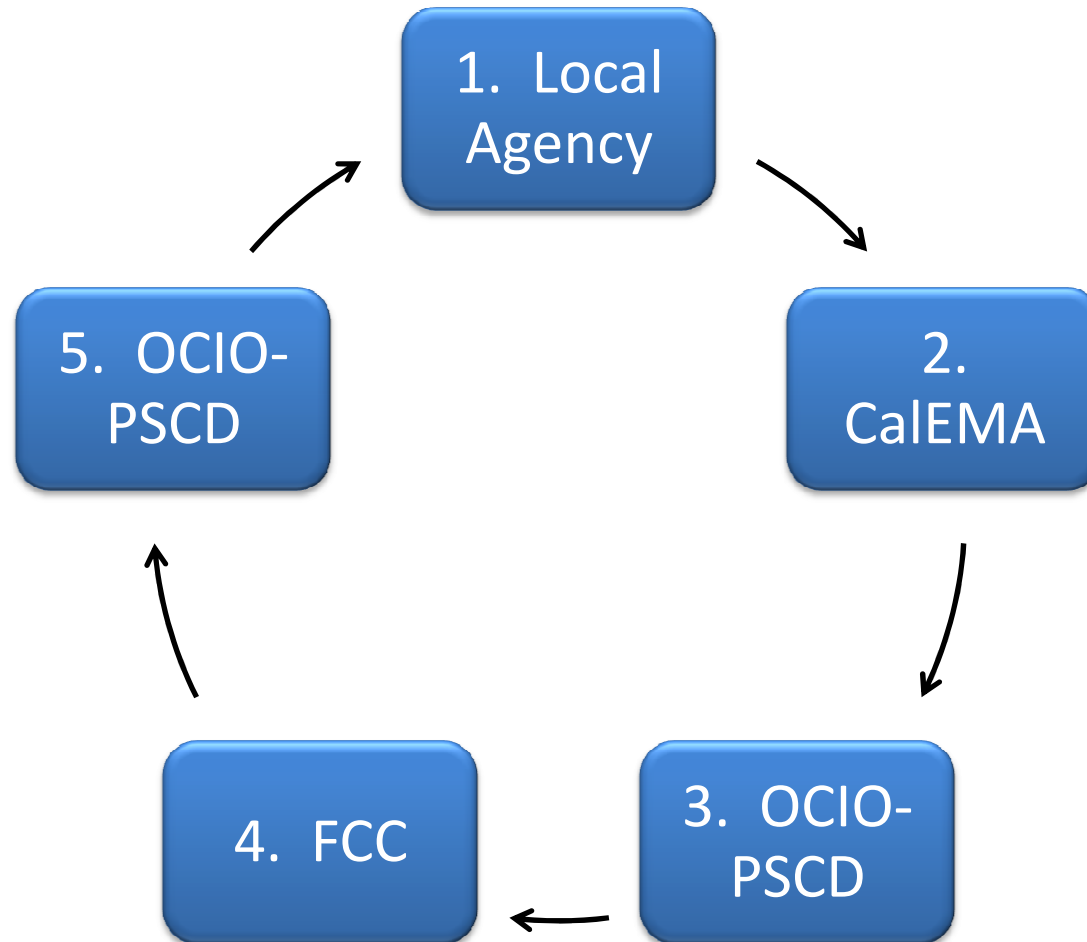 1. Local
Agency
2.
CalEMA
3. OCIO-
PSCD
4. FCC
5. OCIO-
PSCD